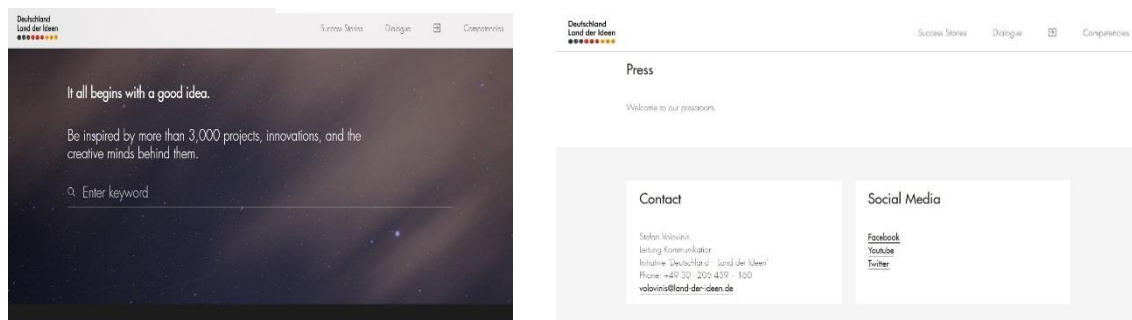 Deutschland
Land der Ideen
Success Stories Dialogue Competencies
It all begins with a good idea.
Be inspired by more than 3,000 projects, innovations, and the
creative minds behind them.
Enter keyword
Deutschland
Land der Ideen
Success Stories Dialogue Competencies
Press
Welcome to our pressroom.
Contact
Stefan Volovinis
Leitung Kommunikation
Initiative "Deutschland – Land der Ideen"
Phone: +49 30 - 206 459 - 160
volovinis@land-der-ideen.de
Social Media
Facebook
Youtube
Twitter